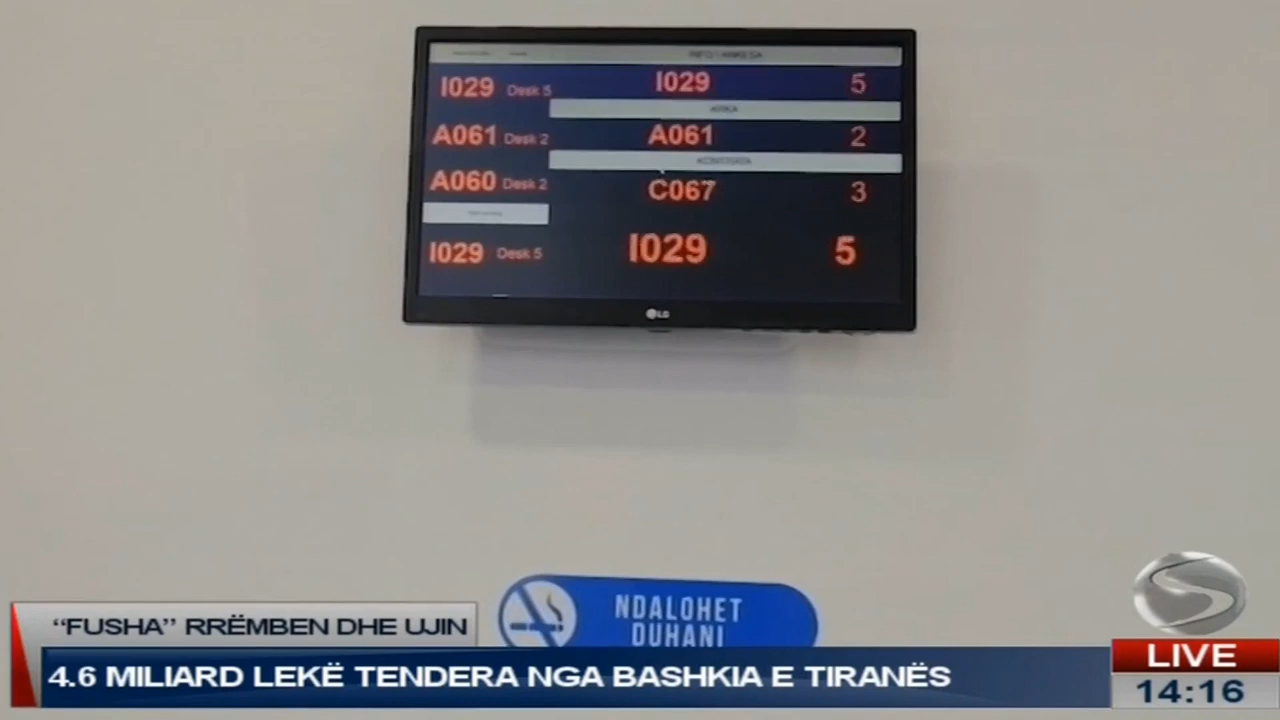 INFO / ANKESA
I029 Desk 5 I029 5
A061 Desk 2 A061 2
A060 Desk 2 C067 3
I029 Desk 5 I029 5
LG
NDALOHET
DUHANI
“FUSHA” RRËMBEN DHE UJIN
4.6 MILIARD LEKË TENDERA NGA BASHKIA E TIRANËS
LIVE
14:16